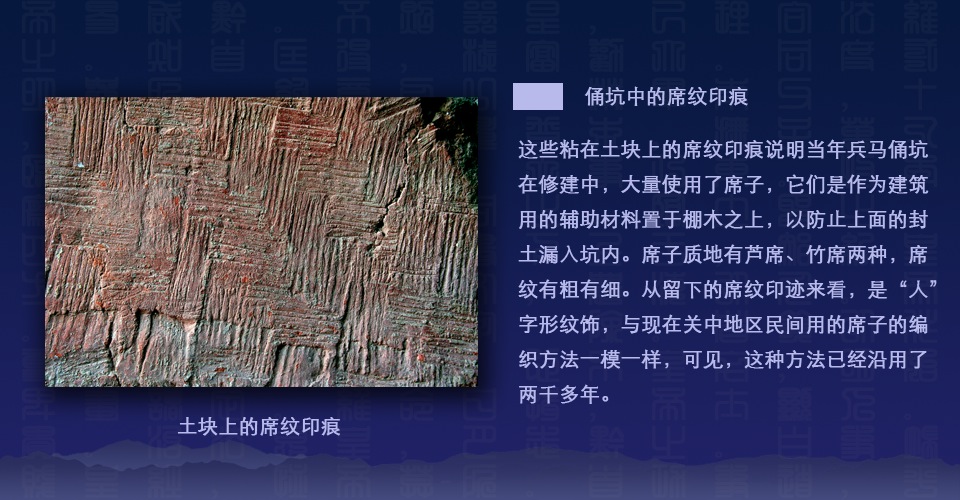 俑坑中的席纹印痕
这些粘在土块上的席纹印痕说明当年兵马俑坑
在修建中，大量使用了席子，它们是作为建筑
用的辅助材料置于棚木之上，以防止上面的封
土漏入坑内。席子质地有芦席、竹席两种，席
纹有粗有细。从留下的席纹印迹来看，是“人”
字形纹饰，与现在关中地区民间用的席子的编
织方法一模一样，可见，这种方法已经沿用了
两千多年。
土块上的席纹印痕